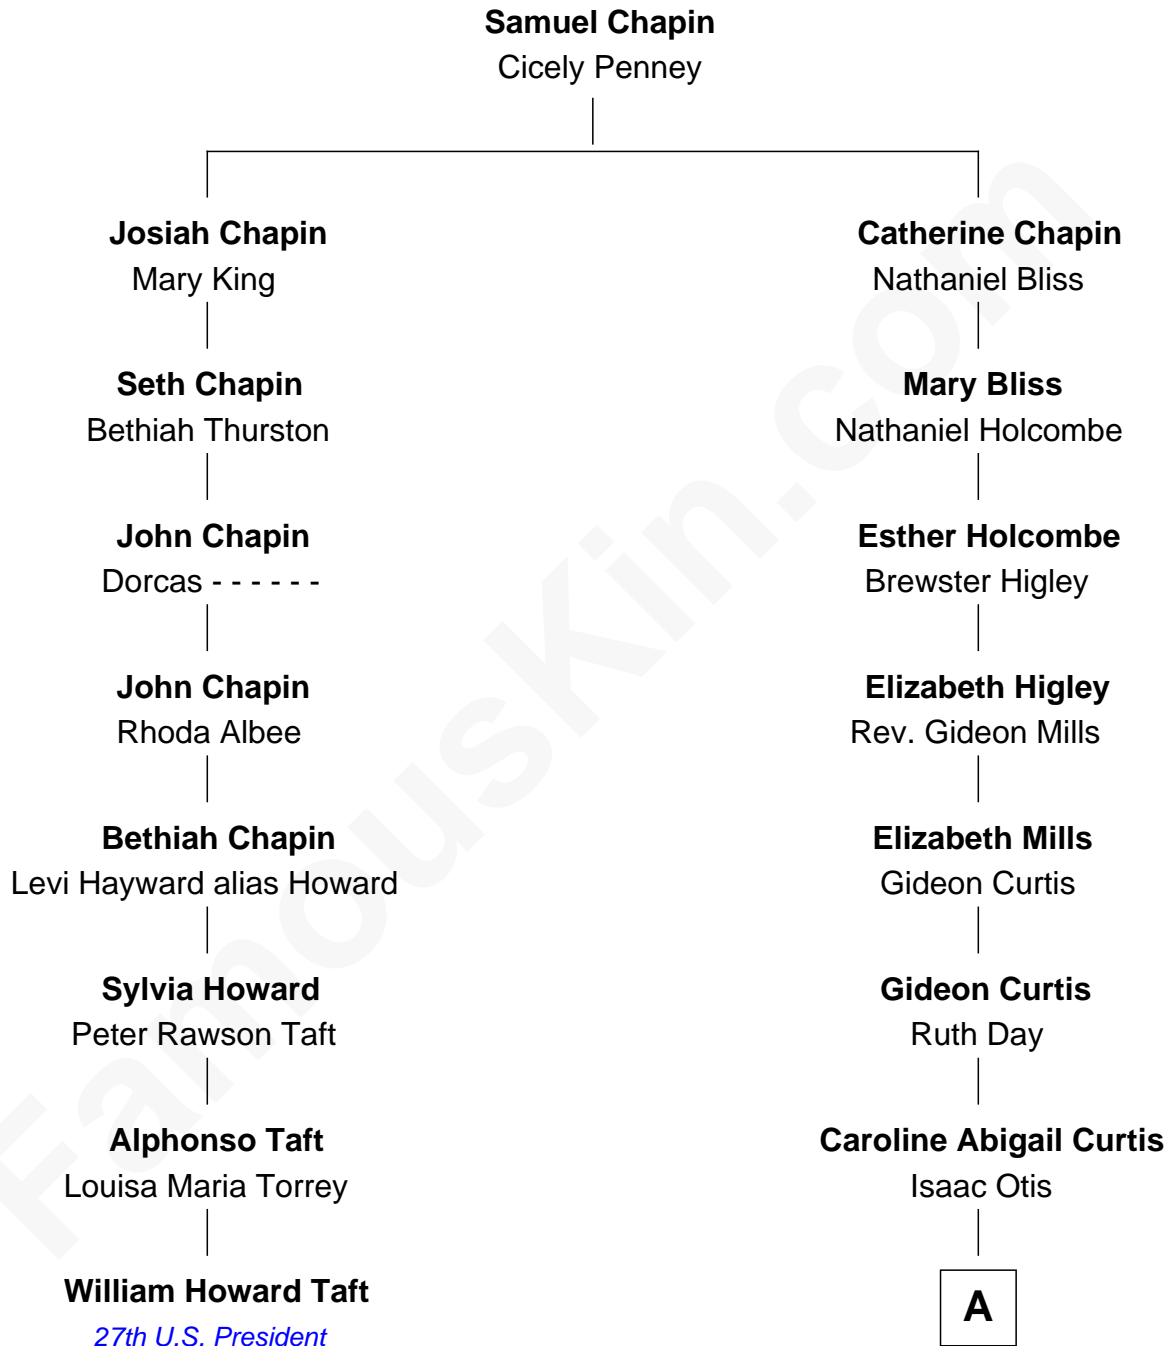 Samuel Chapin
Cicely Penney
Josiah Chapin
Mary King
Catherine Chapin
Nathaniel Bliss
Seth Chapin
Bethiah Thurston
Mary Bliss
Nathaniel Holcombe
John Chapin
Dorcas - - - - - -
Esther Holcombe
Brewster Higley
John Chapin
Rhoda Albee
Elizabeth Higley
Rev. Gideon Mills
Bethiah Chapin
Levi Hayward alias Howard
Elizabeth Mills
Gideon Curtis
Sylvia Howard
Peter Rawson Taft
Gideon Curtis
Ruth Day
Alphonso Taft
Louisa Maria Torrey
Caroline Abigail Curtis
Isaac Otis
William Howard Taft
27th U.S. President
A
FamousKin.com